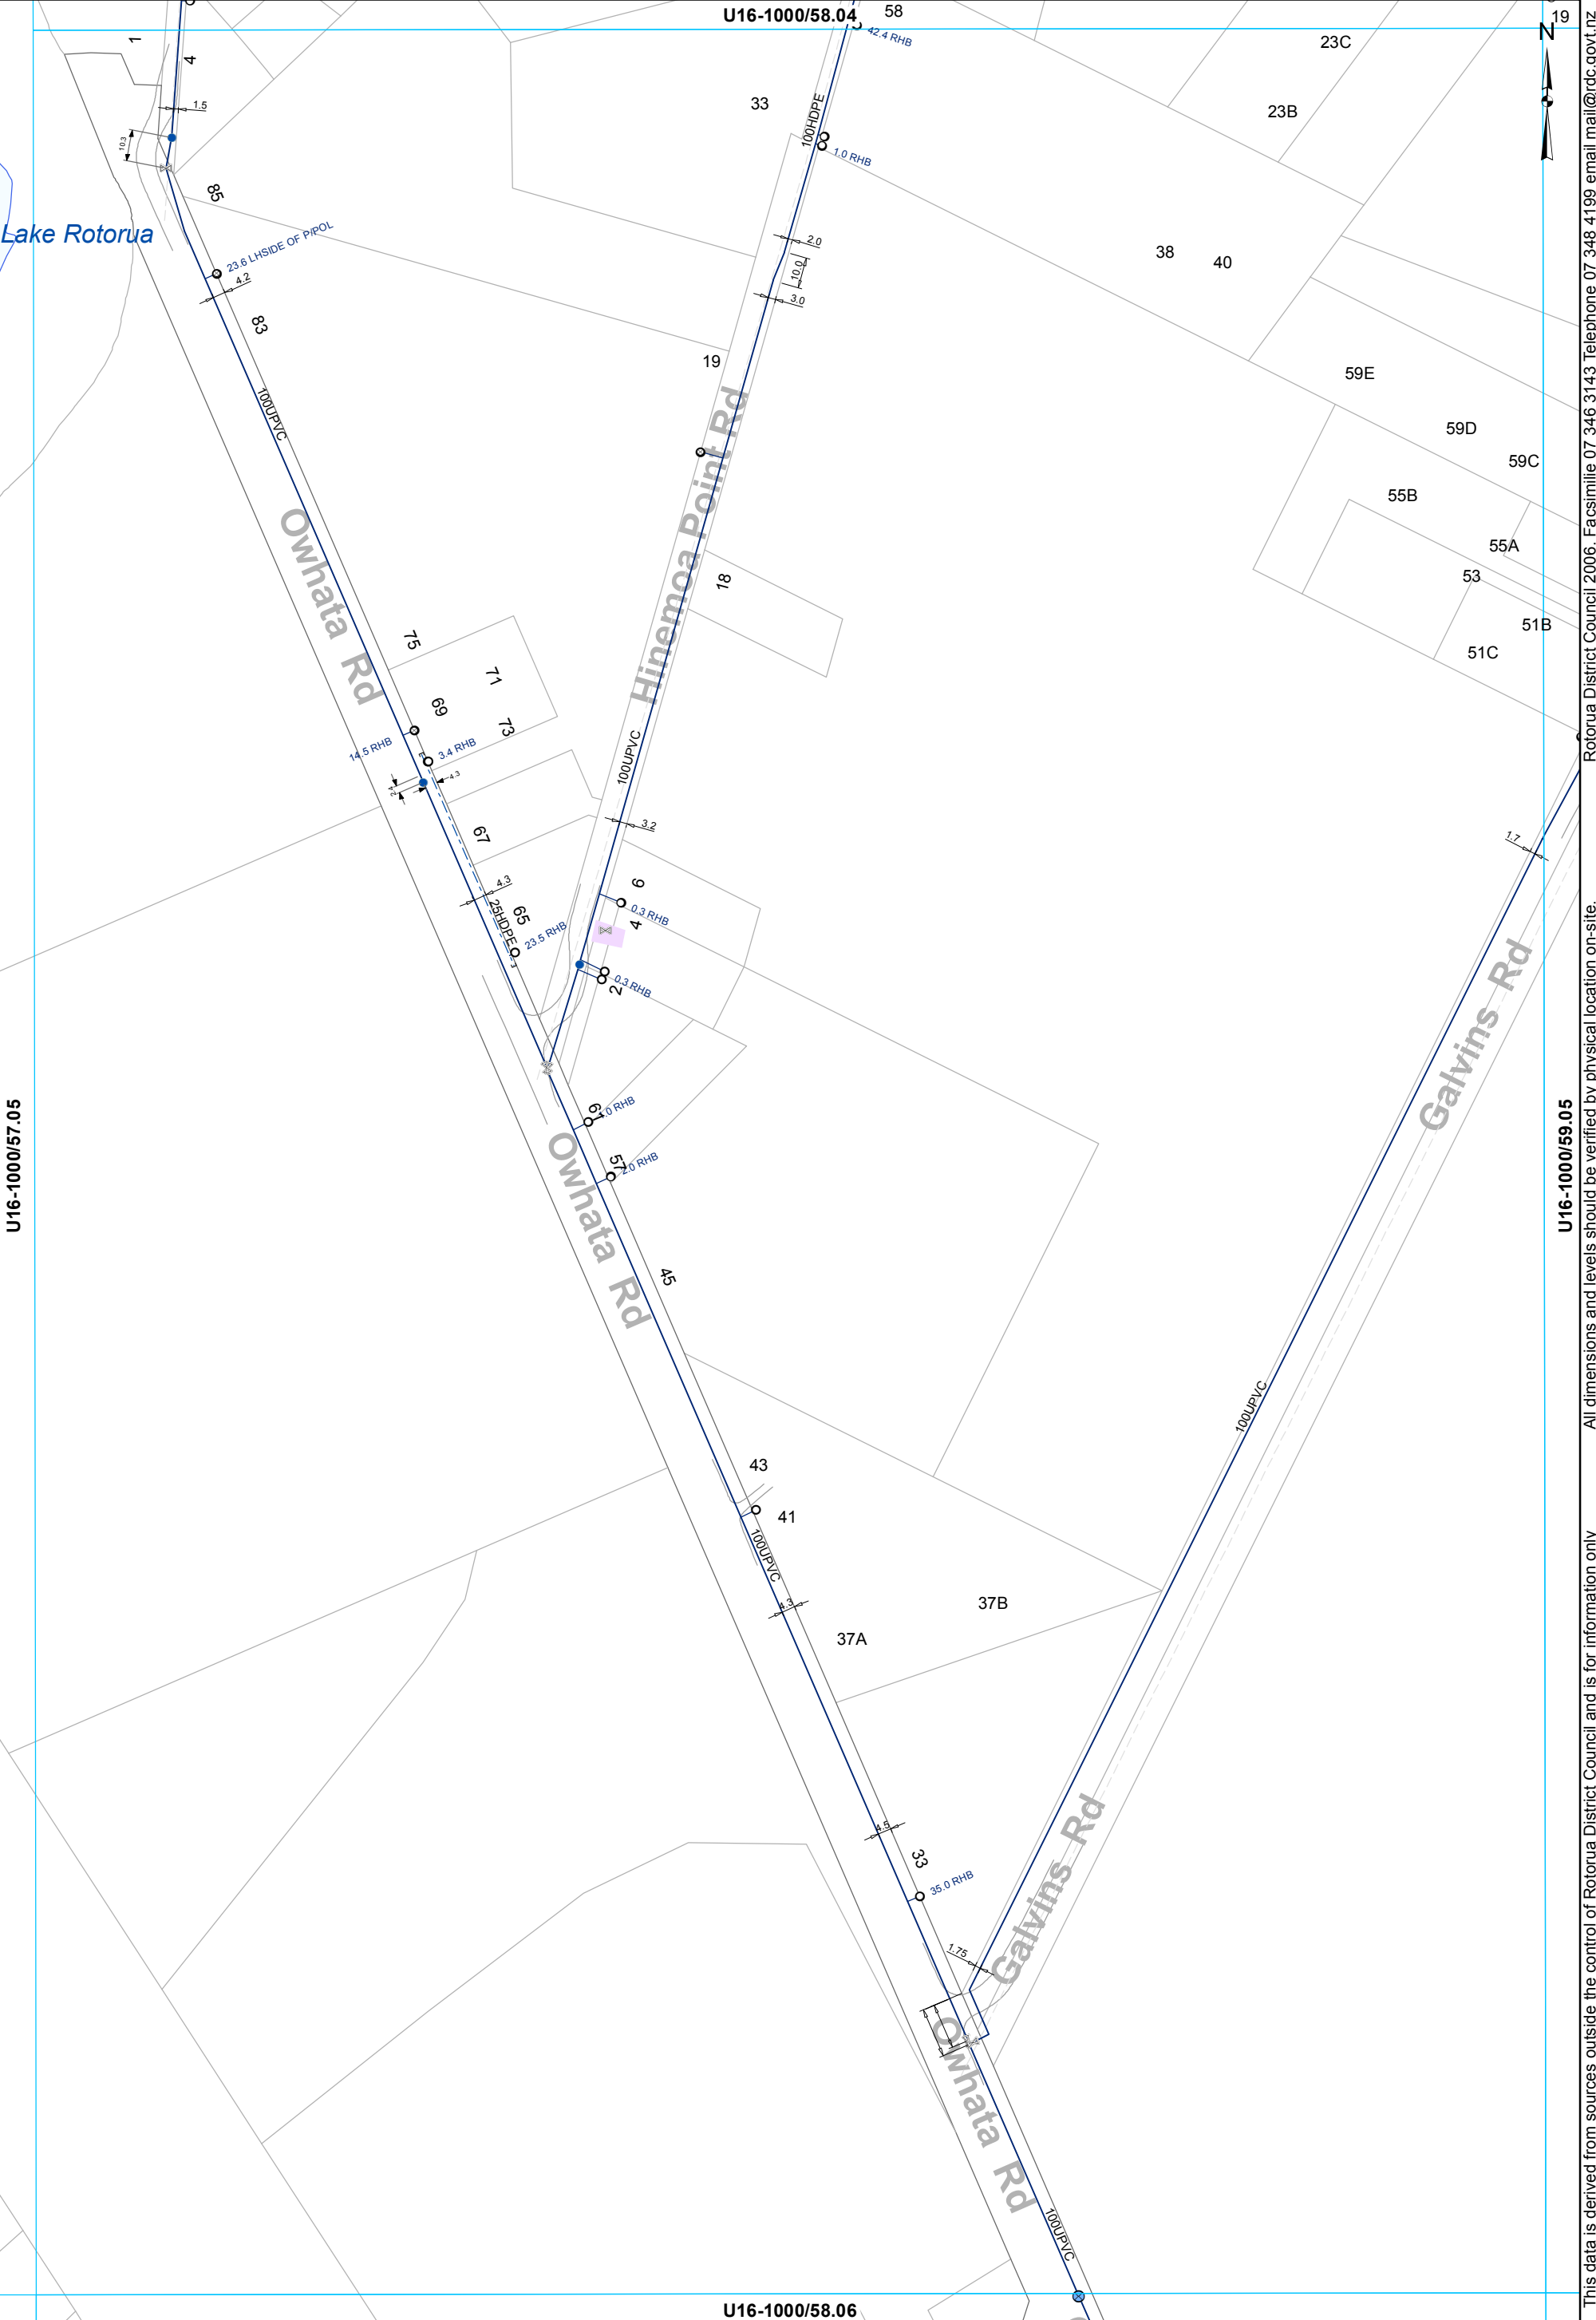 U16-1000/58.04
58
19
N
42.4 RHB
23C
1
4
33
100HDPE
23B
1.5
10.3
1.0 RHB
85
Lake Rotorua
23.6 LHSIDE OF P/POL
2.0
38
40
10.0
4.2
3.0
83
19
59E
100UPVC
59D
59C
Hinemoa Point Rd
55B
Owhata Rd
55A
18
53
51B
75
51C
71
69
73
14.5 RHB
3.4 RHB
100UPVC
4.3
3.2
67
1.7
4.3
6
65
25HDPE
0.3 RHB
4
23.5 RHB
0.3 RHB
2
Galvins Rd
61
57
2.0 RHB
Owhata Rd
U16-1000/57.05
U16-1000/59.05
45
100UPVC
43
41
100UPVC
4.3
37B
37A
4.5
33
35.0 RHB
Galvins Rd
1.75
Owhata Rd
100UPVC
U16-1000/58.06
This data is derived from sources outside the control of Rotorua District Council and is for information only
All dimensions and levels should be verified by physical location on-site.
Rotorua District Council 2006. Facsimilie 07 346 3143 Telephone 07 348 4199 email mail@rdc.govt.nz